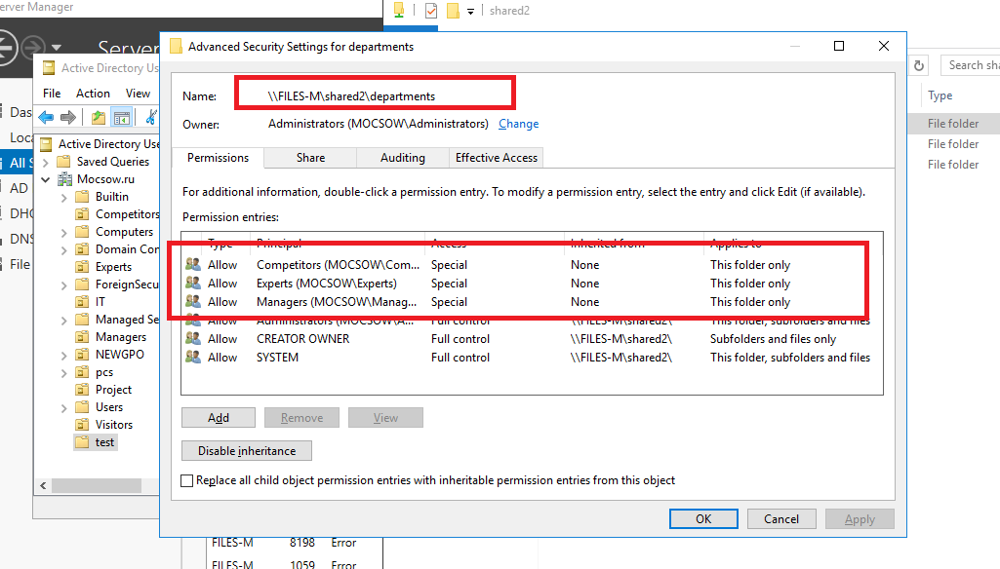 erver Manager
shared2
Server
Advanced Security Settings for departments
Active Directory Us
Search sha
File Action View
Name: \\FILES-M\shared2\departments
Type
Owner: Administrators (MOCSOW\Administrators) Change
Das
Loca
All S
AD
DHC
DNS
File
Active Directory Use
Saved Queries
Mocsow.ru
Builtin
Competitors
Computers
Domain Con
Experts
ForeignSecu
IT
Managed Se
Managers
NEWGPO
pcs
Project
Users
Visitors
test
Permissions Share Auditing Effective Access
For additional information, double-click a permission entry. To modify a permission entry, select the entry and click Edit (if available).
Permission entries:
Type Principal Access Inherited from Applies to
Allow Competitors (MOCSOW\Com... Special None This folder only
Allow Experts (MOCSOW\Experts) Special None This folder only
Allow Managers (MOCSOW\Manag... Special None This folder only
Allow Administrators (MOCSOW\A... Full control \\FILES-M\shared2\ This folder, subfolders and files
Allow CREATOR OWNER Full control \\FILES-M\shared2\ Subfolders and files only
Allow SYSTEM Full control \\FILES-M\shared2\ This folder, subfolders and files
Add Remove View
Disable inheritance
Replace all child object permission entries with inheritable permission entries from this object
OK Cancel Apply
File folder
File folder
File folder
FILES-M 8198 Error
FILES-M 1059 Error